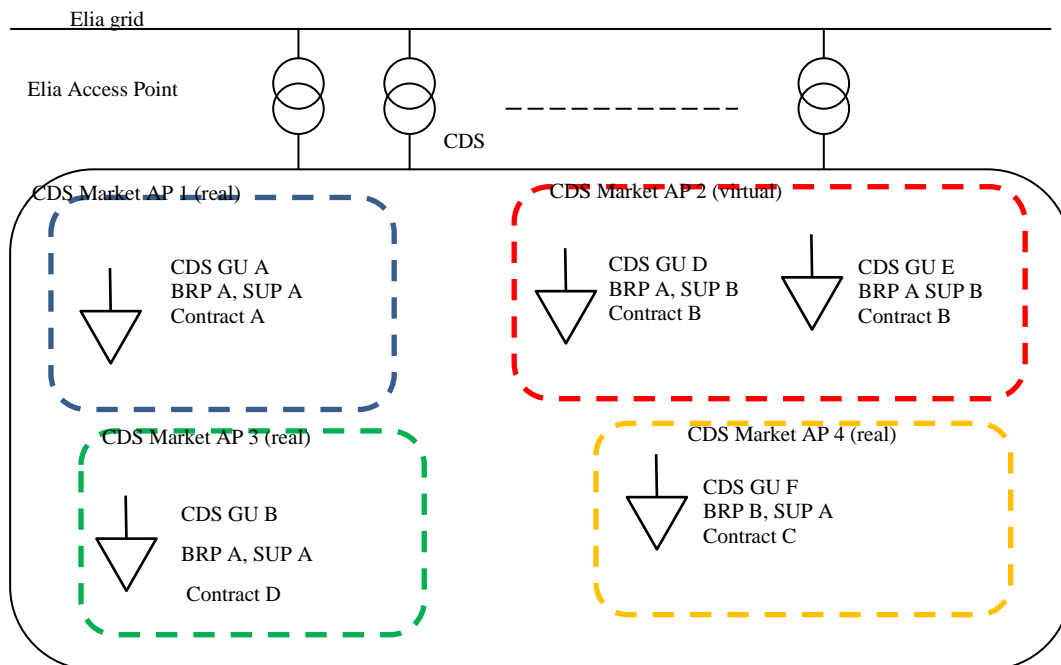 Elia grid
Elia Access Point
CDS
CDS Market AP 1 (real)
CDS GU A
BRP A, SUP A
Contract A
CDS Market AP 2 (virtual)
CDS GU D
BRP A, SUP B
Contract B
CDS GU E
BRP A SUP B
Contract B
CDS Market AP 3 (real)
CDS GU B
BRP A, SUP A
Contract D
CDS Market AP 4 (real)
CDS GU F
BRP B, SUP A
Contract C